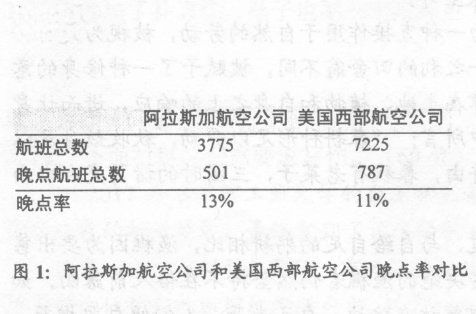 阿拉斯加航空公司 美国西部航空公司
航班总数 3775 7225
晚点航班总数 501 787
晚点率 13% 11%
图 1: 阿拉斯加航空公司和美国西部航空公司晚点率对比